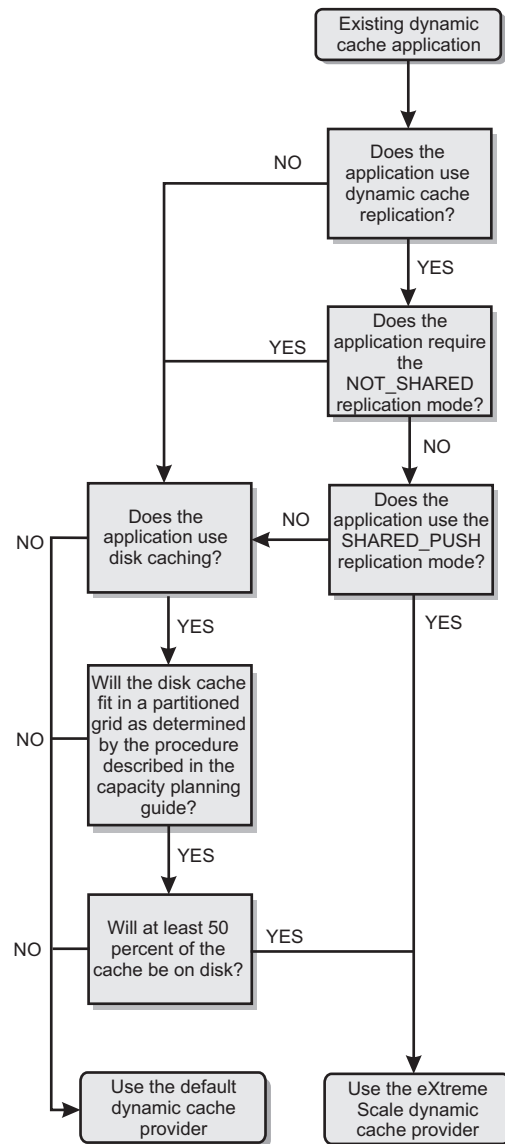 Existing dynamic
cache application
Does the
application use
dynamic cache
replication?
NO
YES
Does the
application require
the
NOT_SHARED
replication mode?
YES
NO
Does the
application use the
SHARED_PUSH
replication mode?
NO
YES
Does the
application use
disk caching?
NO
YES
Will the disk cache
fit in a partitioned
grid as determined
by the procedure
described in the
capacity planning
guide?
NO
YES
Will at least 50
percent of the
cache be on disk?
NO
YES
Use the default
dynamic cache
provider
Use the eXtreme
Scale dynamic
cache provider